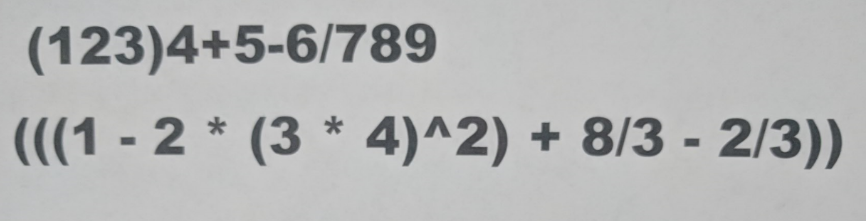 (123)4+5-6/789
(((1 - 2 * (3 * 4)^2) + 8/3 - 2/3))